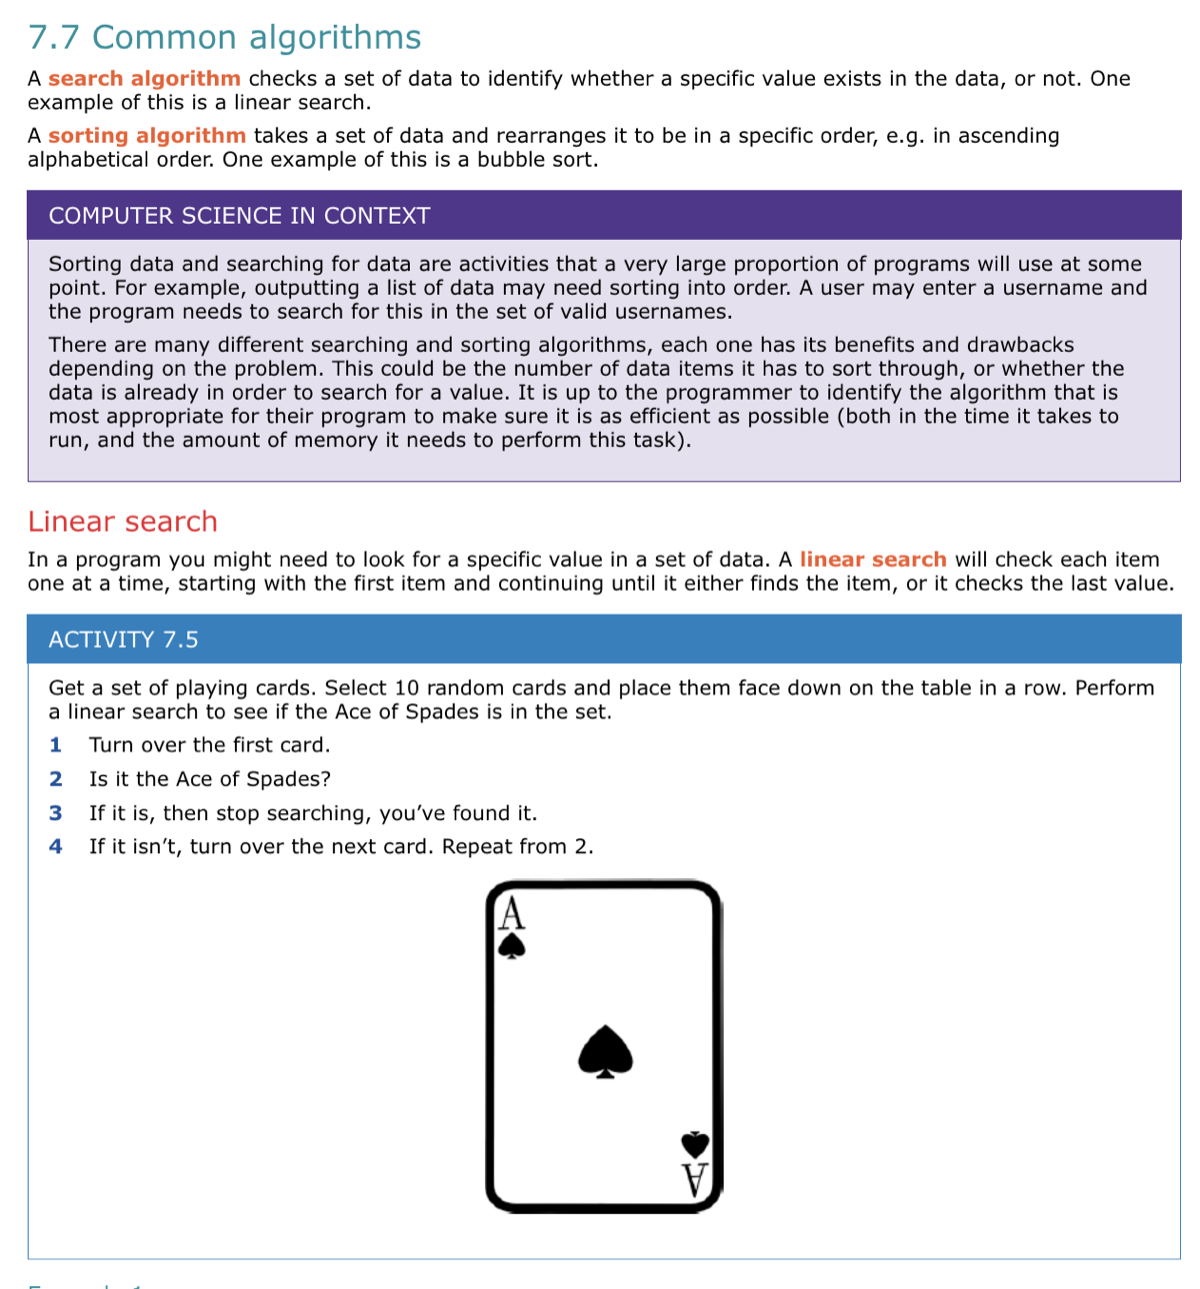 7.7 Common algorithms
A search algorithm checks a set of data to identify whether a specific value exists in the data, or not. One
example of this is a linear search.
A sorting algorithm takes a set of data and rearranges it to be in a specific order, e.g. in ascending
alphabetical order. One example of this is a bubble sort.
COMPUTER SCIENCE IN CONTEXT
Sorting data and searching for data are activities that a very large proportion of programs will use at some
point. For example, outputting a list of data may need sorting into order. A user may enter a username and
the program needs to search for this in the set of valid usernames.
There are many different searching and sorting algorithms, each one has its benefits and drawbacks
depending on the problem. This could be the number of data items it has to sort through, or whether the
data is already in order to search for a value. It is up to the programmer to identify the algorithm that is
most appropriate for their program to make sure it is as efficient as possible (both in the time it takes to
run, and the amount of memory it needs to perform this task).
Linear search
In a program you might need to look for a specific value in a set of data. A linear search will check each item
one at a time, starting with the first item and continuing until it either finds the item, or it checks the last value.
ACTIVITY 7.5
Get a set of playing cards. Select 10 random cards and place them face down on the table in a row. Perform
a linear search to see if the Ace of Spades is in the set.
1 Turn over the first card.
2 Is it the Ace of Spades?
3 If it is, then stop searching, you’ve found it.
4 If it isn’t, turn over the next card. Repeat from 2.
A
A